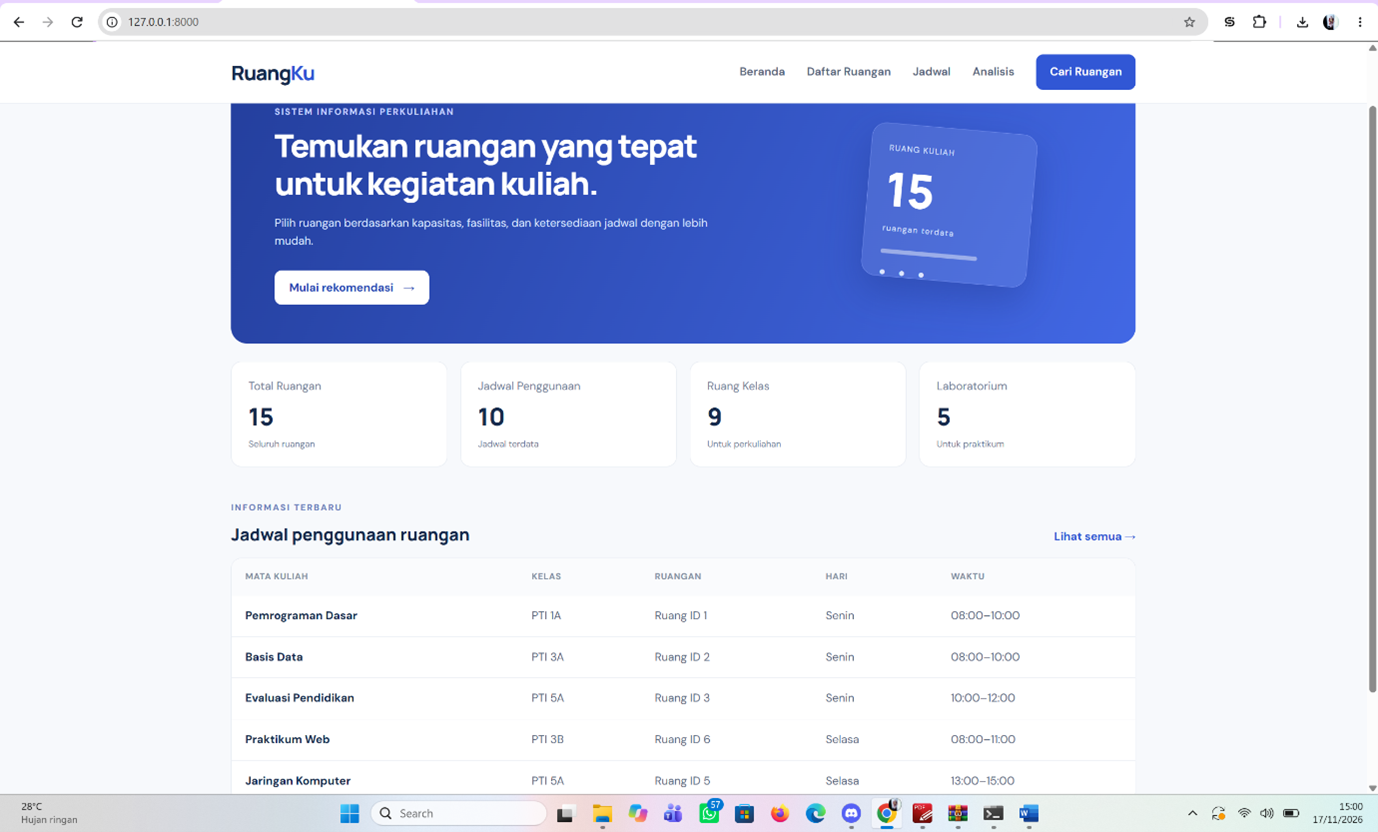 127.0.0.1:8000
RuangKu
Beranda Daftar Ruangan Jadwal Analisis Cari Ruangan
SISTEM INFORMASI PERKULIAHAN
Temukan ruangan yang tepat
untuk kegiatan kuliah.
Pilih ruangan berdasarkan kapasitas, fasilitas, dan ketersediaan jadwal dengan lebih
mudah.
Mulai rekomendasi →
RUANG KULIAH
15
ruangan terdata
Total Ruangan
15
Seluruh ruangan
Jadwal Penggunaan
10
Jadwal terdata
Ruang Kelas
9
Untuk perkuliahan
Laboratorium
5
Untuk praktikum
INFORMASI TERBARU
Jadwal penggunaan ruangan
Lihat semua →
MATA KULIAH KELAS RUANGAN HARI WAKTU
Pemrograman Dasar PTI 1A Ruang ID 1 Senin 08:00–10:00
Basis Data PTI 3A Ruang ID 2 Senin 08:00–10:00
Evaluasi Pendidikan PTI 5A Ruang ID 3 Senin 10:00–12:00
Praktikum Web PTI 3B Ruang ID 6 Selasa 08:00–11:00
Jaringan Komputer PTI 5A Ruang ID 5 Selasa 13:00–15:00
28°C
Hujan ringan
Search
57
15:00
17/11/2026